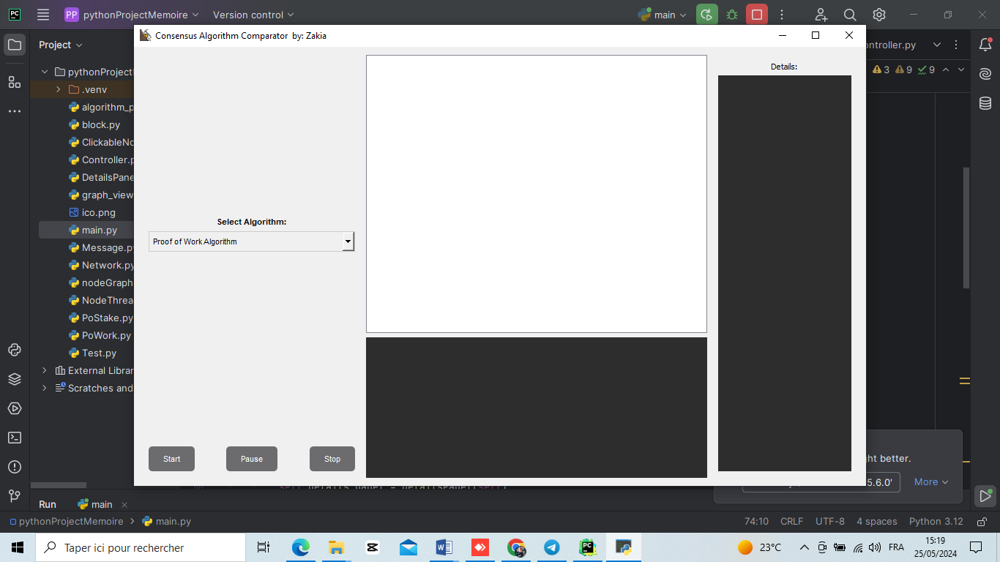 PC
PP pythonProjectMemoire
Version control
main
Consensus Algorithm Comparator by: Zakia
Project
ontroller.py
3 9 9
pythonProject
.venv
algorithm_p
block.py
ClickableNo
Controller.p
DetailsPane
graph_view
ico.png
main.py
Message.py
Network.py
nodeGraph
NodeThrea
PoStake.py
PoWork.py
Test.py
External Librar
Scratches and
Select Algorithm:
Proof of Work Algorithm
Start
Pause
Stop
Details:
ght better.
5.6.0'
More
Run
main
pythonProjectMemoire
main.py
74:10
CRLF
UTF-8
4 spaces
Python 3.12
Taper ici pour rechercher
23°C
FRA
15:19
25/05/2024